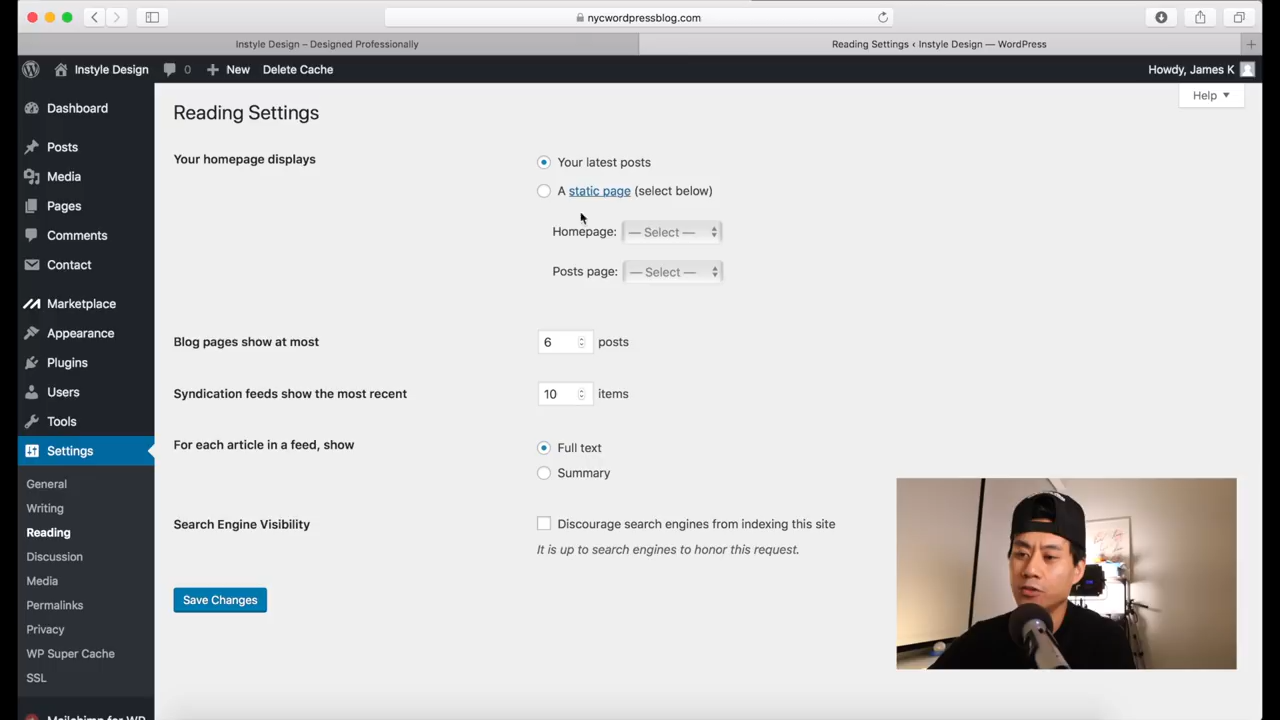 nycwordpressblog.com
Instyle Design – Designed Professionally
Reading Settings ‹ Instyle Design — WordPress
Instyle Design
0
New
Delete Cache
Howdy, James K
Help
Dashboard
Posts
Media
Pages
Comments
Contact
Marketplace
Appearance
Plugins
Users
Tools
Settings
General
Writing
Reading
Discussion
Media
Permalinks
Privacy
WP Super Cache
SSL
Mailchimp for WP
Reading Settings
Your homepage displays
Your latest posts
A static page (select below)
Homepage: — Select —
Posts page: — Select —
Blog pages show at most 6 posts
Syndication feeds show the most recent 10 items
For each article in a feed, show
Full text
Summary
Search Engine Visibility
Discourage search engines from indexing this site
It is up to search engines to honor this request.
Save Changes